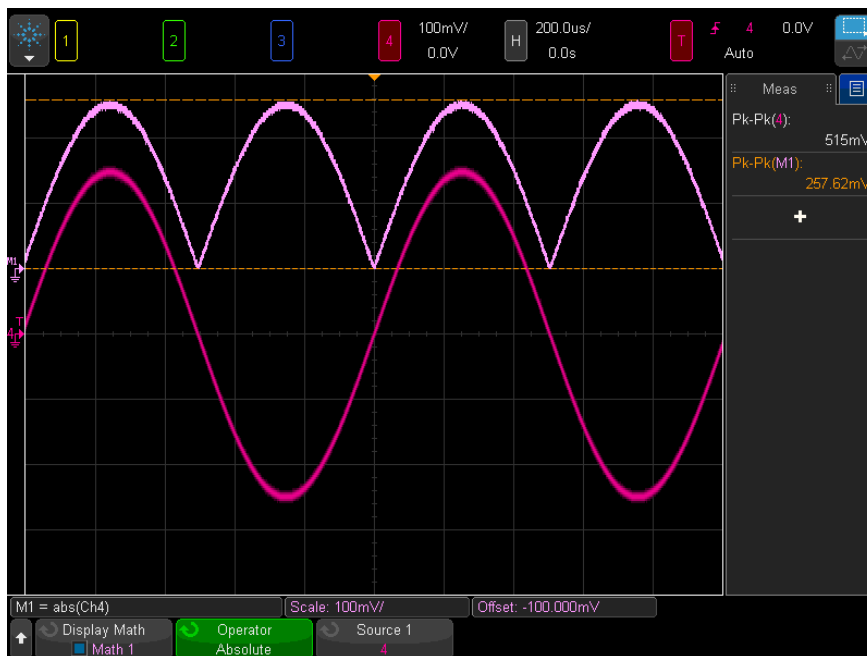 1 2 3 4 100mV/ H 200.0us/ T 4 0.0V
0.0V 0.0s Auto
Meas
Pk-Pk(4):
515mV
Pk-Pk(M1):
257.62mV
+
M1
T
4
M1 = abs(Ch4) Scale: 100mV/ Offset: -100.000mV
Display Math Operator Source 1
Math 1 Absolute 4